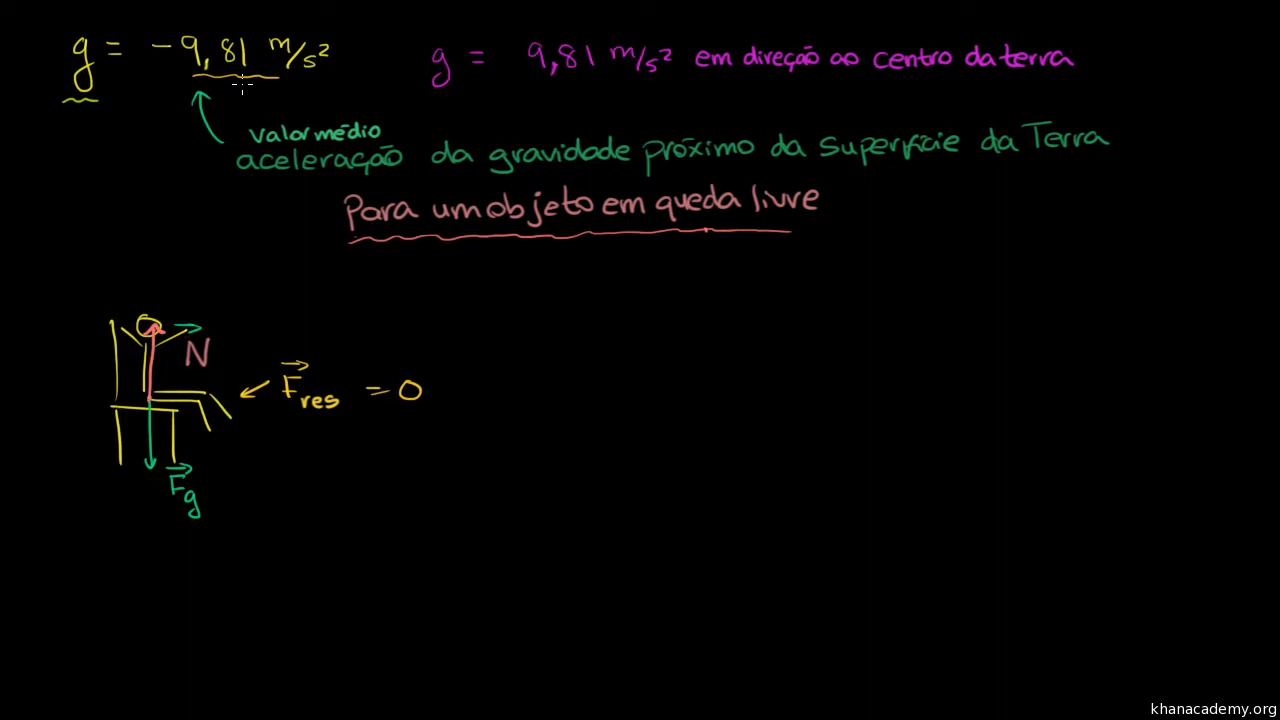 g = -9,81 m/s²
g = 9,81 m/s² em direção ao centro da terra
valor médio
aceleração da gravidade próximo da superfície da Terra
Para um objeto em queda livre
N
F res = 0
F g
khanacademy.org